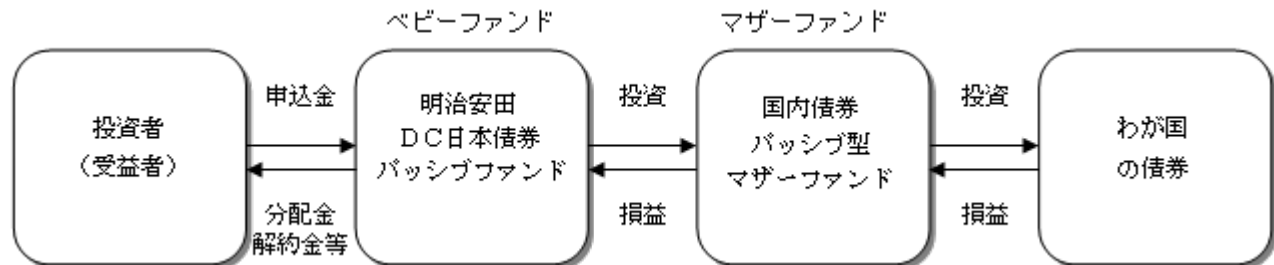 ベビーファンド
マザーファンド
投資者
（受益者）
申込金
分配金
解約金等
明治安田
ＤＣ日本債券
パッシブファンド
投資
損益
国内債券
パッシブ型
マザーファンド
投資
損益
わが国
の債券